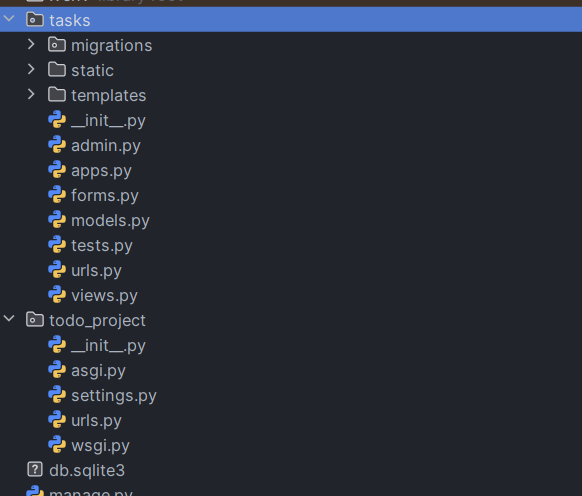 tasks
migrations
static
templates
__init__.py
admin.py
apps.py
forms.py
models.py
tests.py
urls.py
views.py
todo_project
__init__.py
asgi.py
settings.py
urls.py
wsgi.py
db.sqlite3
manage.py